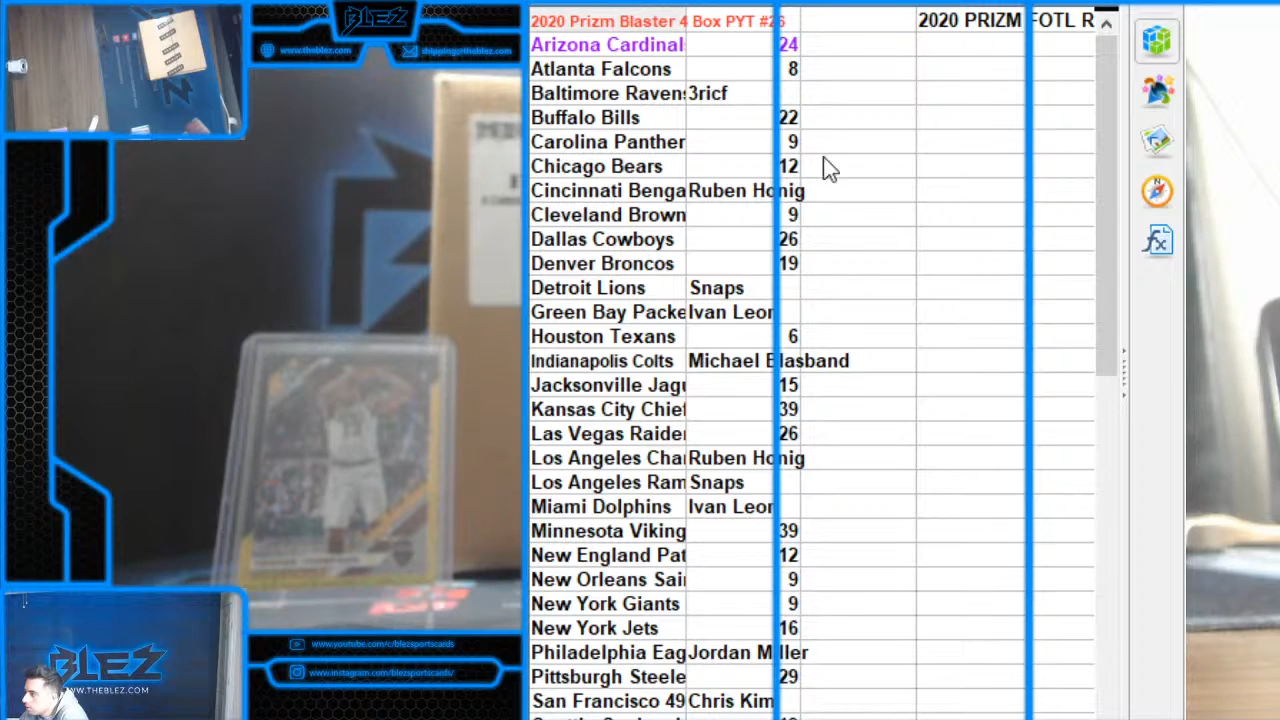 BLEZ
www.theblez.com
shipping@theblez.com
2020 Prizm Blaster 4 Box PYT #26
2020 PRIZM FOTL R
Arizona Cardinal 24
Atlanta Falcons 8
Baltimore Ravens 3ricf
Buffalo Bills 22
Carolina Panther 9
Chicago Bears 12
Cincinnati Benga Ruben Honig
Cleveland Brown 9
Dallas Cowboys 26
Denver Broncos 19
Detroit Lions Snaps
Green Bay Packe Ivan Leon
Houston Texans 6
Indianapolis Colts Michael Blasband
Jacksonville Jagu 15
Kansas City Chief 39
Las Vegas Raider 26
Los Angeles Cha Ruben Honig
Los Angeles Ram Snaps
Miami Dolphins Ivan Leon
Minnesota Viking 39
New England Pat 12
New Orleans Sai 9
New York Giants 9
New York Jets 16
Philadelphia Eag Jordan Miller
Pittsburgh Steele 29
San Francisco 49 Chris Kim
www.youtube.com/c/blezsportscards
www.instagram.com/blezsportscards/
BLEZ
WWW.THEBLEZ.COM